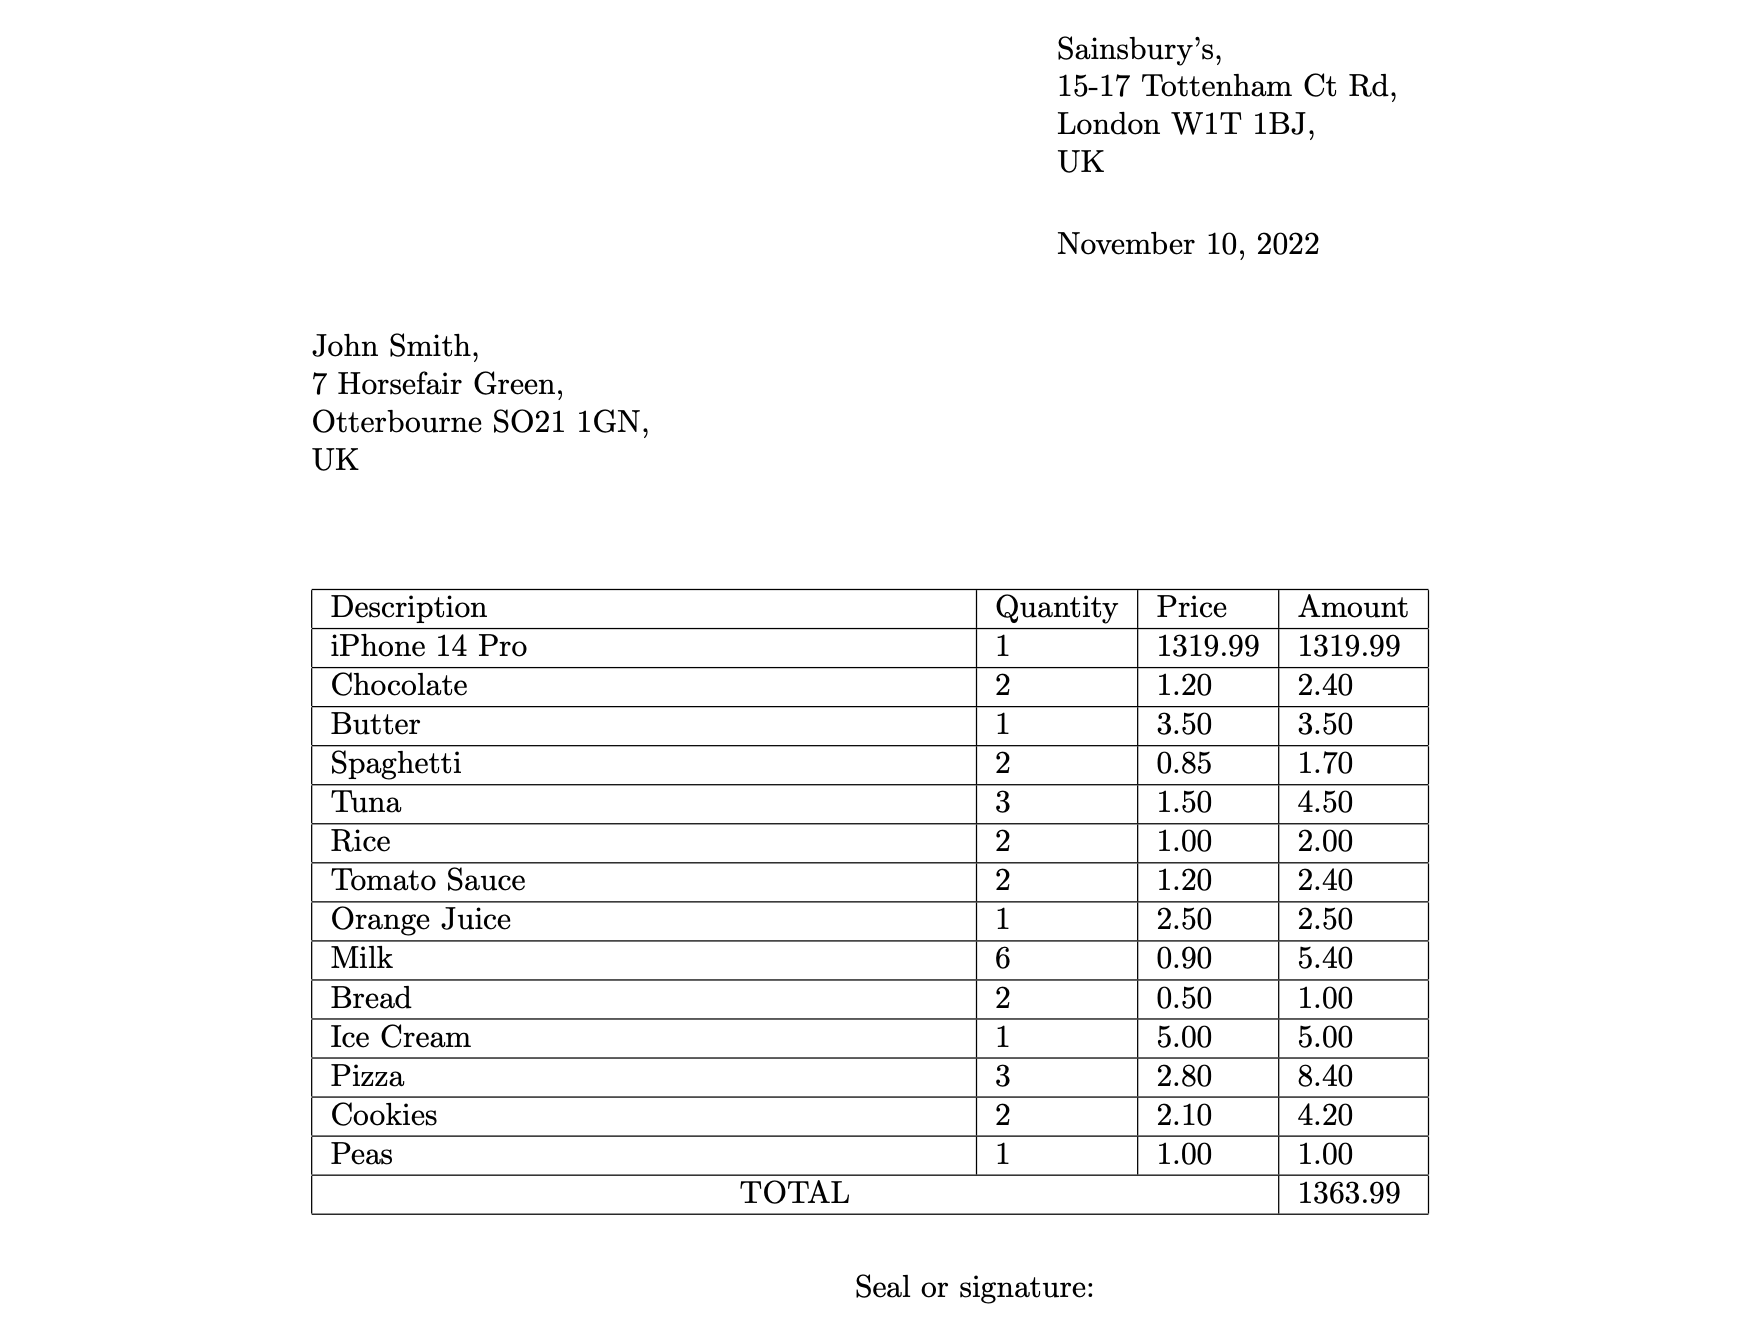 Sainsbury’s,
15-17 Tottenham Ct Rd,
London W1T 1BJ,
UK
November 10, 2022
John Smith,
7 Horsefair Green,
Otterbourne SO21 1GN,
UK
Description Quantity Price Amount
iPhone 14 Pro 1 1319.99 1319.99
Chocolate 2 1.20 2.40
Butter 1 3.50 3.50
Spaghetti 2 0.85 1.70
Tuna 3 1.50 4.50
Rice 2 1.00 2.00
Tomato Sauce 2 1.20 2.40
Orange Juice 1 2.50 2.50
Milk 6 0.90 5.40
Bread 2 0.50 1.00
Ice Cream 1 5.00 5.00
Pizza 3 2.80 8.40
Cookies 2 2.10 4.20
Peas 1 1.00 1.00
TOTAL 1363.99
Seal or signature: